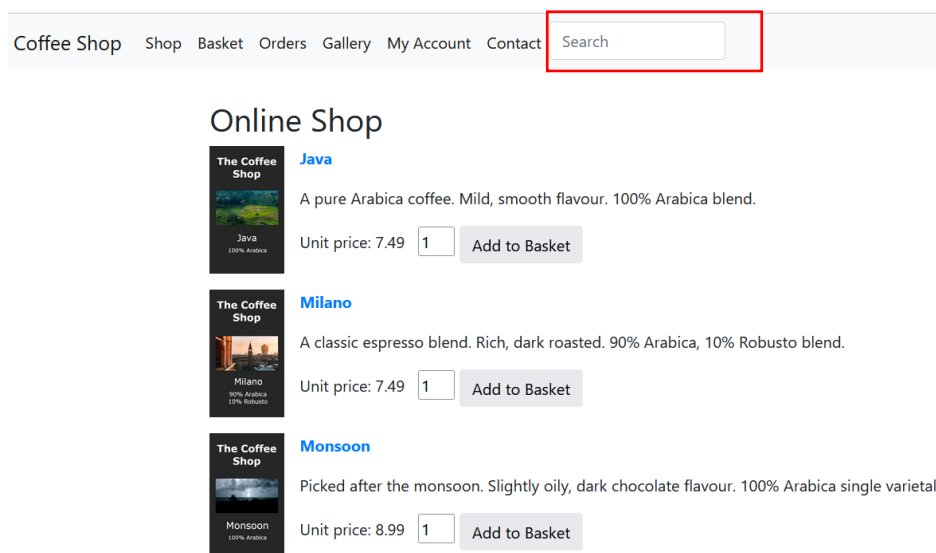 Coffee Shop Shop Basket Orders Gallery My Account Contact Search
Online Shop
The Coffee
Shop
Java
100% Arabica
Java
A pure Arabica coffee. Mild, smooth flavour. 100% Arabica blend.
Unit price: 7.49 1 Add to Basket
The Coffee
Shop
Milano
90% Arabica
10% Robusto
Milano
A classic espresso blend. Rich, dark roasted. 90% Arabica, 10% Robusto blend.
Unit price: 7.49 1 Add to Basket
The Coffee
Shop
Monsoon
100% Arabica
Monsoon
Picked after the monsoon. Slightly oily, dark chocolate flavour. 100% Arabica single varietal
Unit price: 8.99 1 Add to Basket